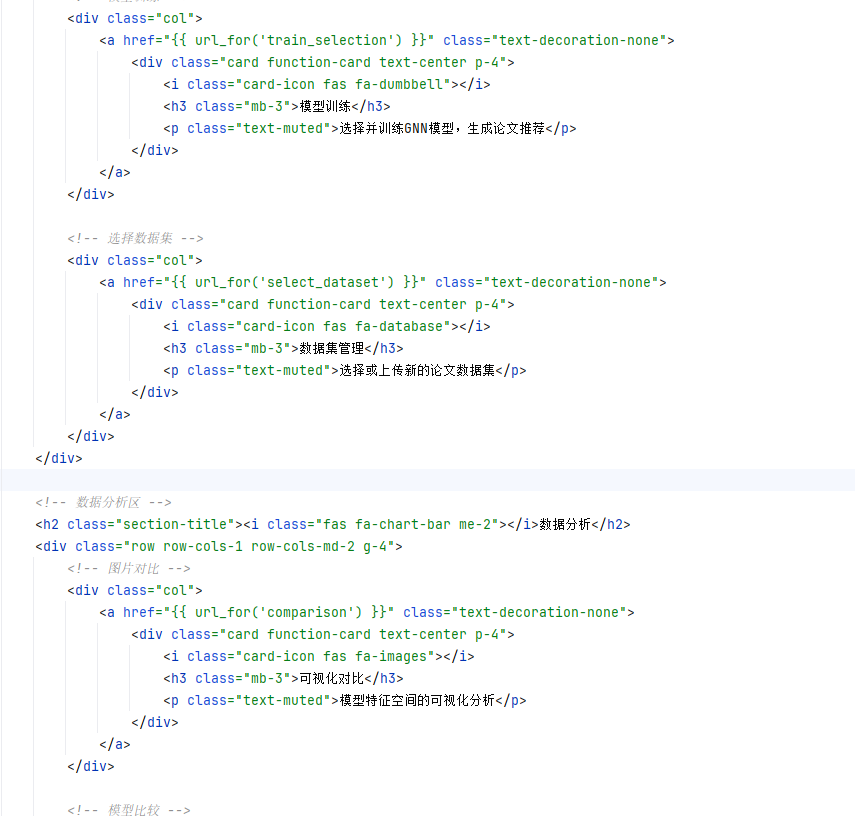 <div class="col">
<a href="{{ url_for('train_selection') }}" class="text-decoration-none">
<div class="card function-card text-center p-4">
<i class="card-icon fas fa-dumbbell"></i>
<h3 class="mb-3">模型训练</h3>
<p class="text-muted">选择并训练GNN模型，生成论文推荐</p>
</div>
</a>
</div>
<!-- 选择数据集 -->
<div class="col">
<a href="{{ url_for('select_dataset') }}" class="text-decoration-none">
<div class="card function-card text-center p-4">
<i class="card-icon fas fa-database"></i>
<h3 class="mb-3">数据集管理</h3>
<p class="text-muted">选择或上传新的论文数据集</p>
</div>
</a>
</div>
</div>
<!-- 数据分析区 -->
<h2 class="section-title"><i class="fas fa-chart-bar me-2"></i>数据分析</h2>
<div class="row row-cols-1 row-cols-md-2 g-4">
<!-- 图片对比 -->
<div class="col">
<a href="{{ url_for('comparison') }}" class="text-decoration-none">
<div class="card function-card text-center p-4">
<i class="card-icon fas fa-images"></i>
<h3 class="mb-3">可视化对比</h3>
<p class="text-muted">模型特征空间的可视化分析</p>
</div>
</a>
</div>
<!-- 模型比较 -->